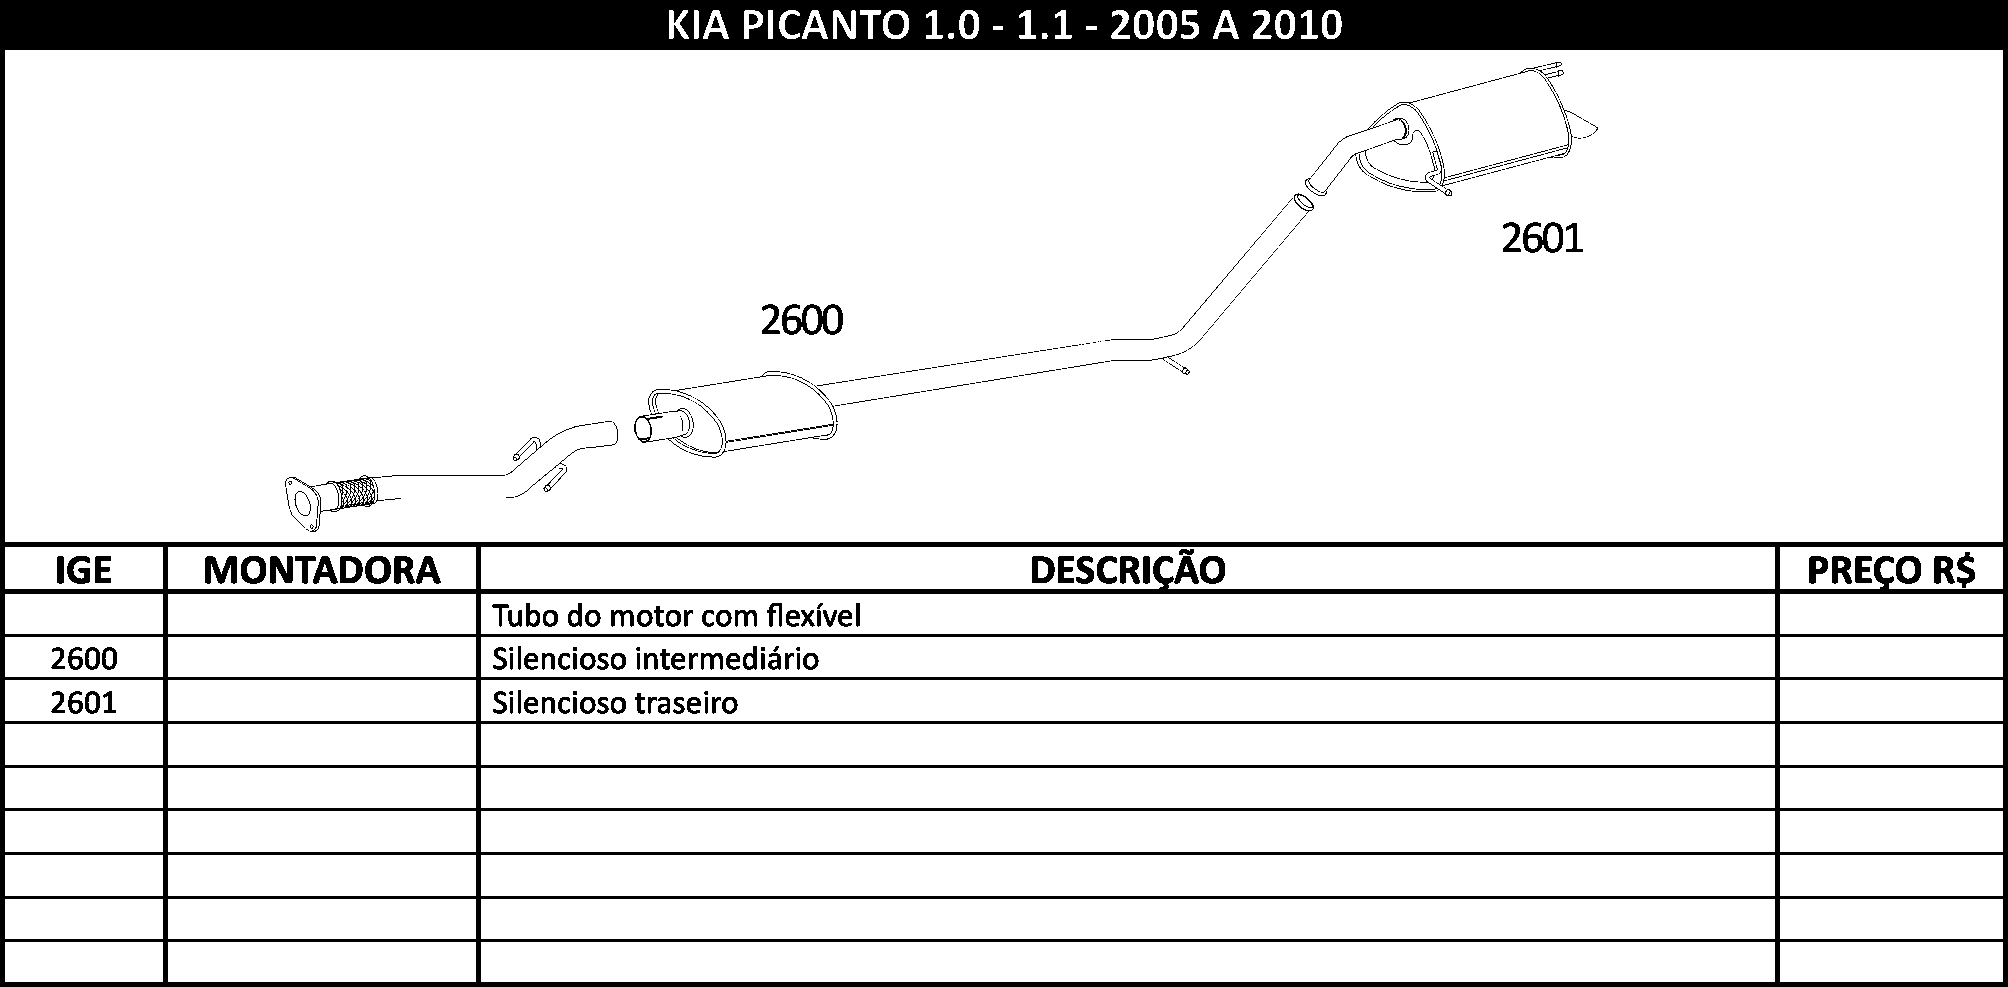 KIA PICANTO 1.0 - 1.1 - 2005 A 2010
2601
2600
IGE MONTADORA DESCRIÇÃO PREÇO R$
Tubo do motor com flexível
2600 Silencioso intermediário
2601 Silencioso traseiro